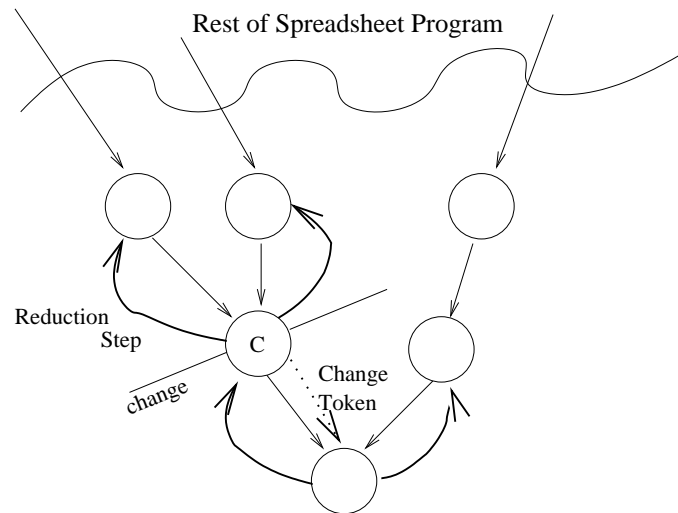 Rest of Spreadsheet Program
Reduction
Step
C
change
Change
Token